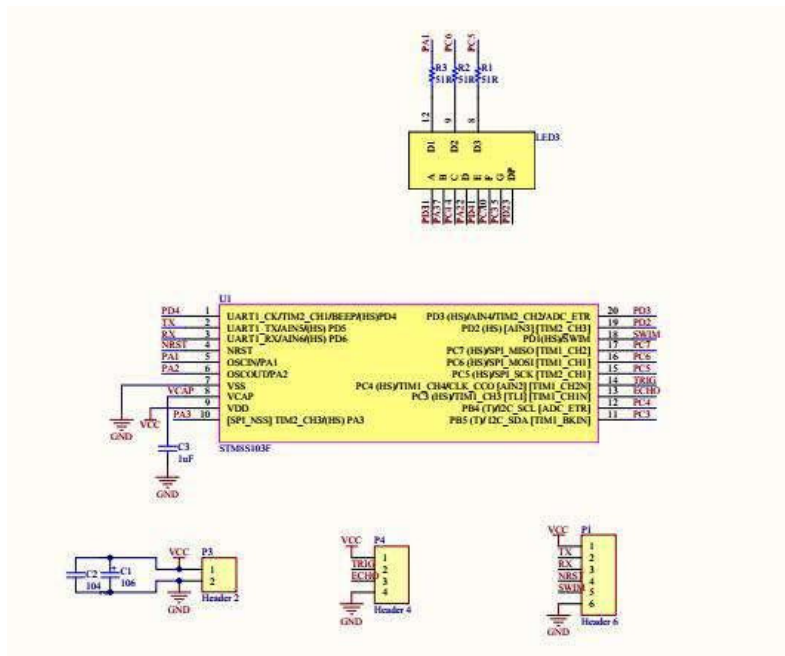 PA1 PC6 PC5
R3 R2 R1
51R 51R 51R
12 9 8
LED3
D1 D2 D3
A B C D E F G DP
U1
PD4 1 UART1_CK/TIM2_CH1/BEEP/(HS)PD4 PD3 (HS)/AIN4/TIM2_CH2/ADC_ETR 20 PD3
TX 2 UART1_TX/AIN5/(HS) PD5 PD2 (HS) [AIN3] [TIM2_CH3] 19 PD2
RX 3 UART1_RX/AIN6/(HS) PD6 PD1(HS)/SWIM 18 SWIM
NRST 4 NRST PC7 (HS)/SPI_MISO [TIM1_CH2] 17 PC7
PA1 5 OSCIN/PA1 PC6 (HS)/SPI_MOSI [TIM1_CH1] 16 PC6
PA2 6 OSCOUT/PA2 PC5 (HS)/SPI_SCK [TIM2_CH1] 15 PC5
7 VSS PC4 (HS)/TIM1_CH4/CLK_CCO [AIN2] [TIM1_CH2N] 14 TRIG
VCAP 8 VCAP PC3 (HS)/TIM1_CH3 [TLI] [TIM1_CH1N] 13 ECHO
9 VDD PB4 (T)/I2C_SCL [ADC_ETR] 12 PC4
PA3 10 [SPI_NSS] TIM2_CH3/(HS) PA3 PB5 (T)/ I2C_SDA [TIM1_BKIN] 11 PC3
GND VCC
STM8S103F
C3
1uF
GND
VCC P3
1
2
C2 C1
104 106
Header 2
GND
VCC P4
1
TRIG 2
ECHO 3
4
Header 4
GND
VCC P1
1
TX 2
RX 3
NRST 4
SWIM 5
6
Header 6
GND